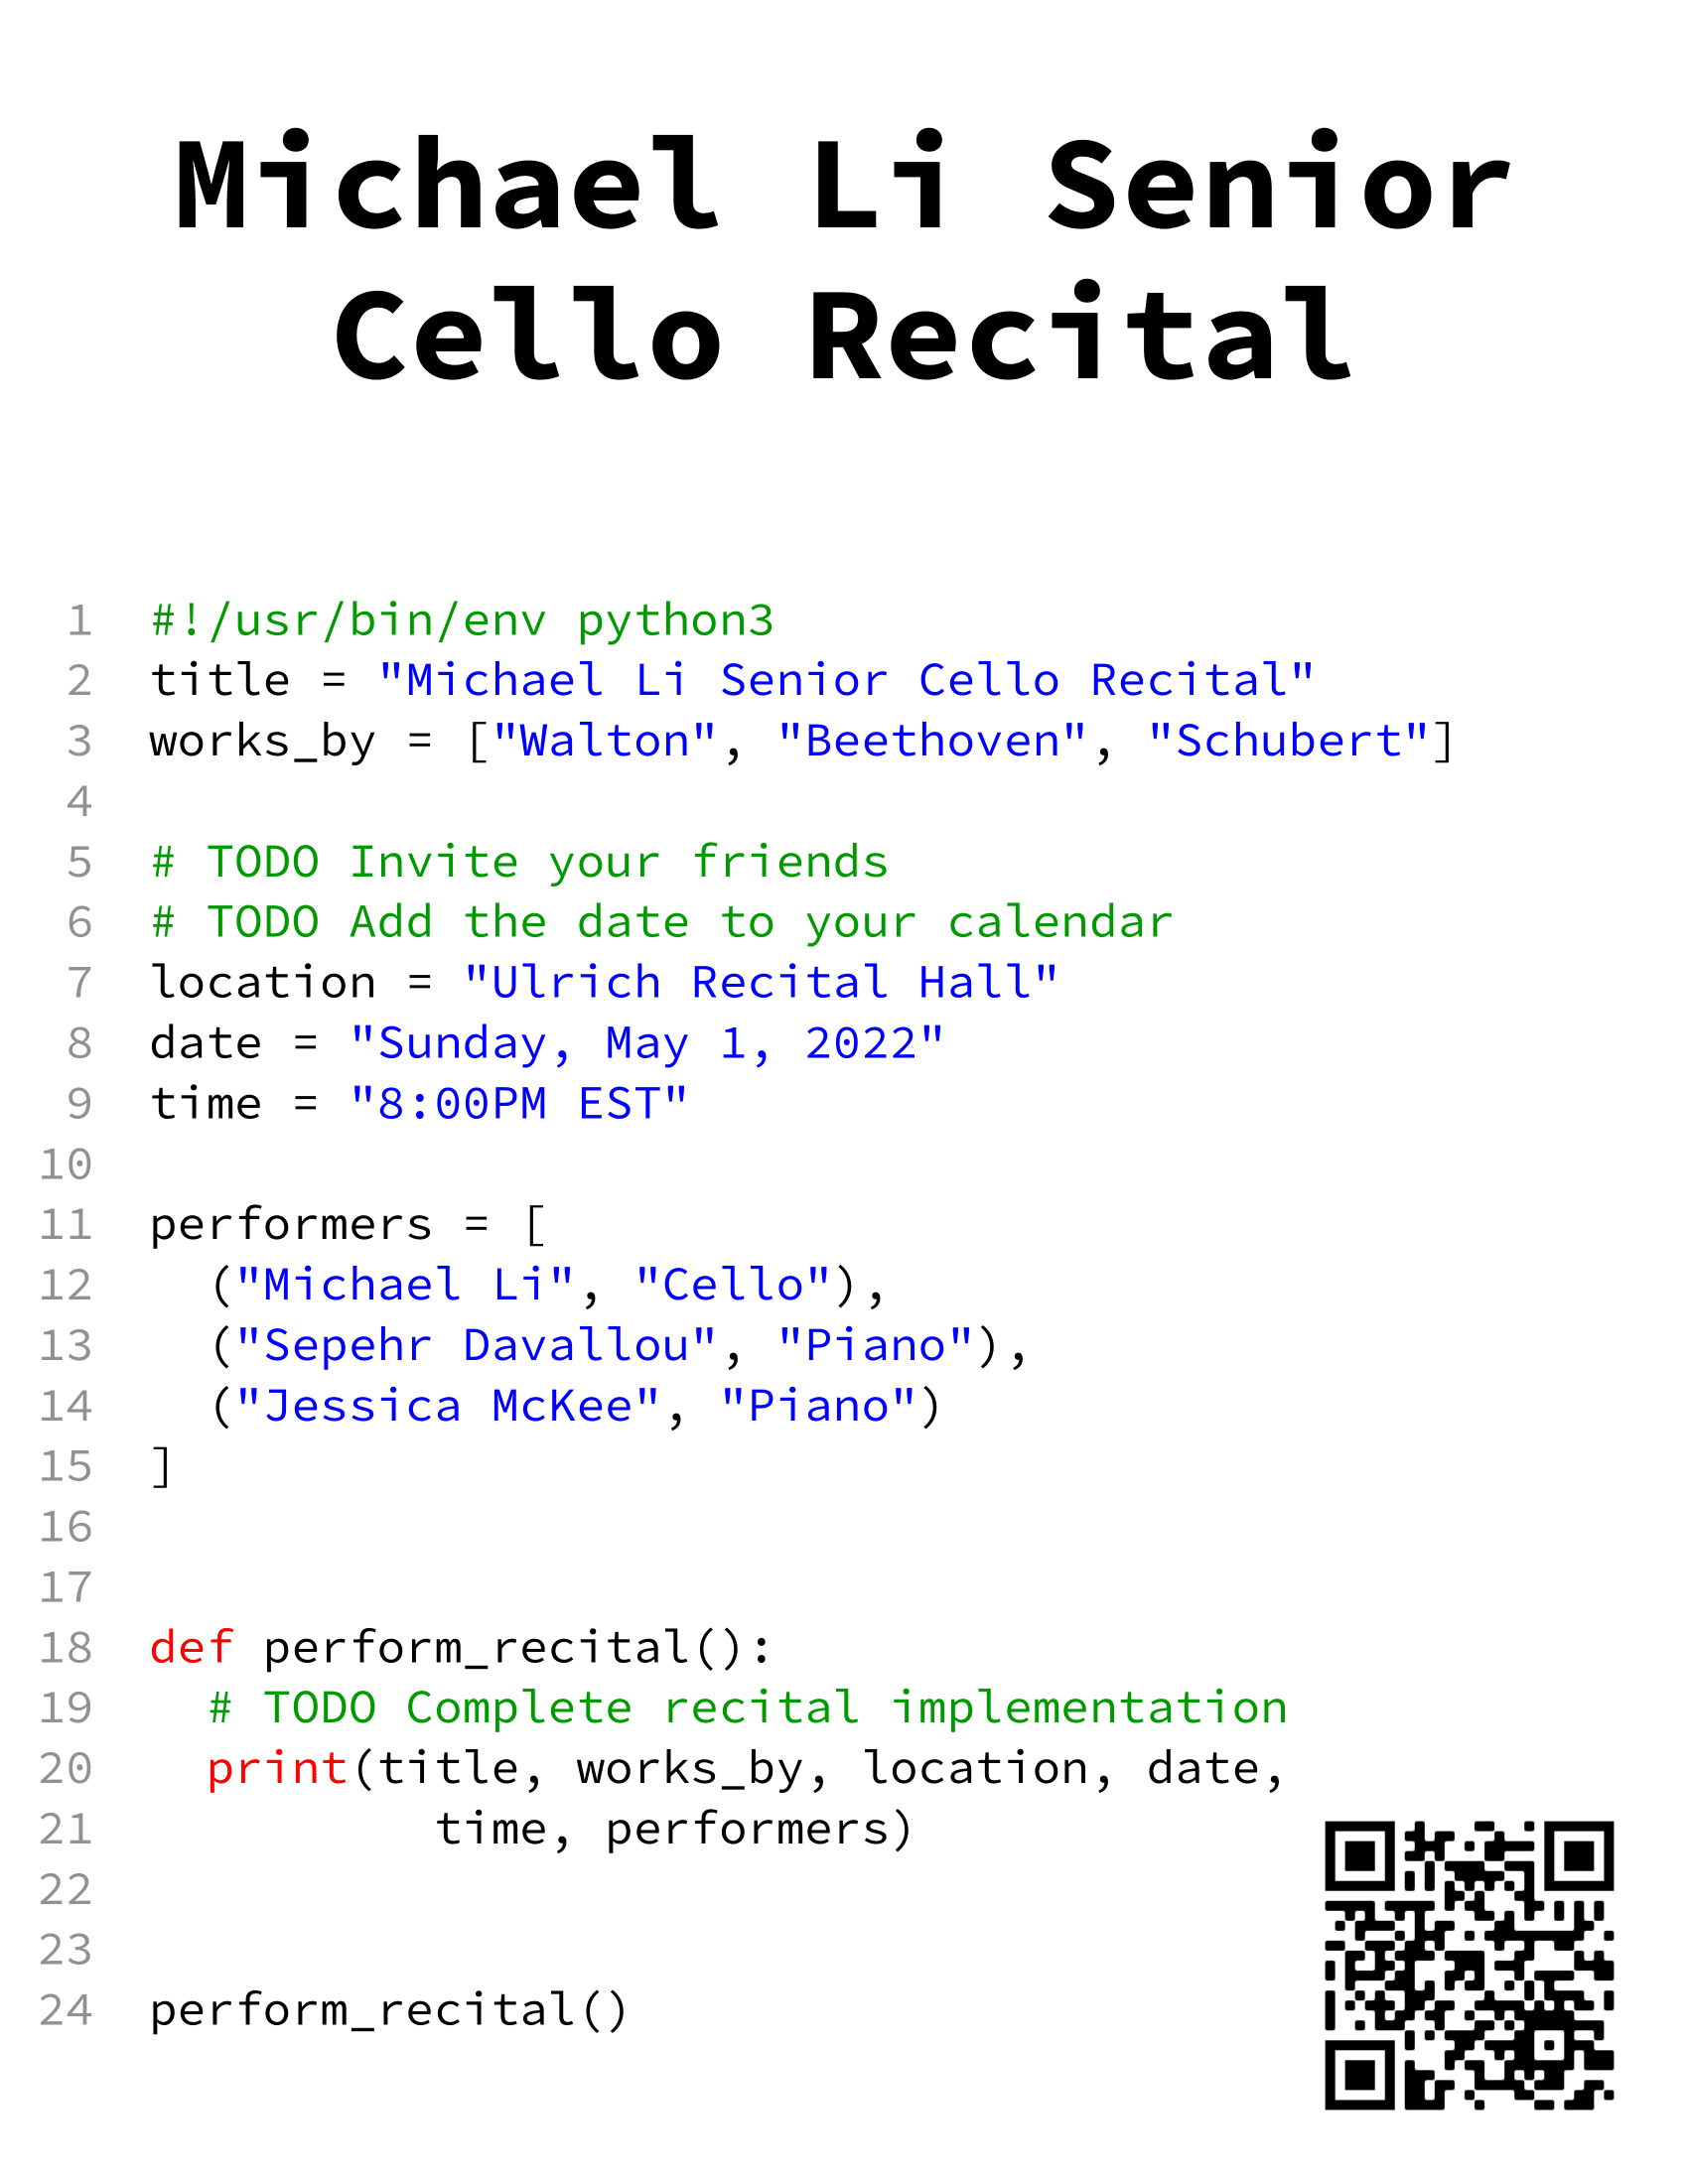 Michael Li Senior
Cello Recital
1 #!/usr/bin/env python3
2 title = "Michael Li Senior Cello Recital"
3 works_by = ["Walton", "Beethoven", "Schubert"]
4
5 # TODO Invite your friends
6 # TODO Add the date to your calendar
7 location = "Ulrich Recital Hall"
8 date = "Sunday, May 1, 2022"
9 time = "8:00PM EST"
10
11 performers = [
12   ("Michael Li", "Cello"),
13   ("Sepehr Davallou", "Piano"),
14   ("Jessica McKee", "Piano")
15 ]
16
17
18 def perform_recital():
19   # TODO Complete recital implementation
20   print(title, works_by, location, date,
21           time, performers)
22
23
24 perform_recital()